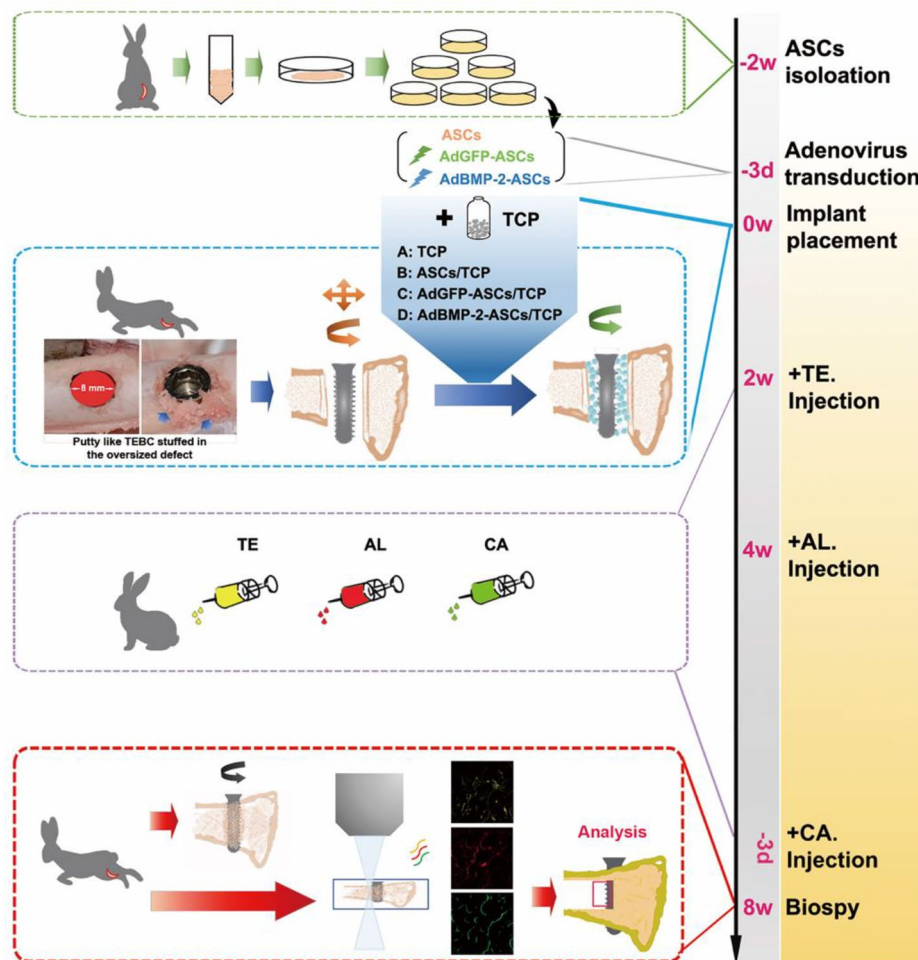 -2w
ASCs
isoloation
ASCs
AdGFP-ASCs
AdBMP-2-ASCs
-3d
Adenovirus
transduction
+
TCP
0w
Implant
placement
A: TCP
B: ASCs/TCP
C: AdGFP-ASCs/TCP
D: AdBMP-2-ASCs/TCP
8 mm
Putty like TEBC stuffed in
the oversized defect
2w
+TE.
Injection
TE
AL
CA
4w
+AL.
Injection
Analysis
-3d
+CA.
Injection
8w
Biospy